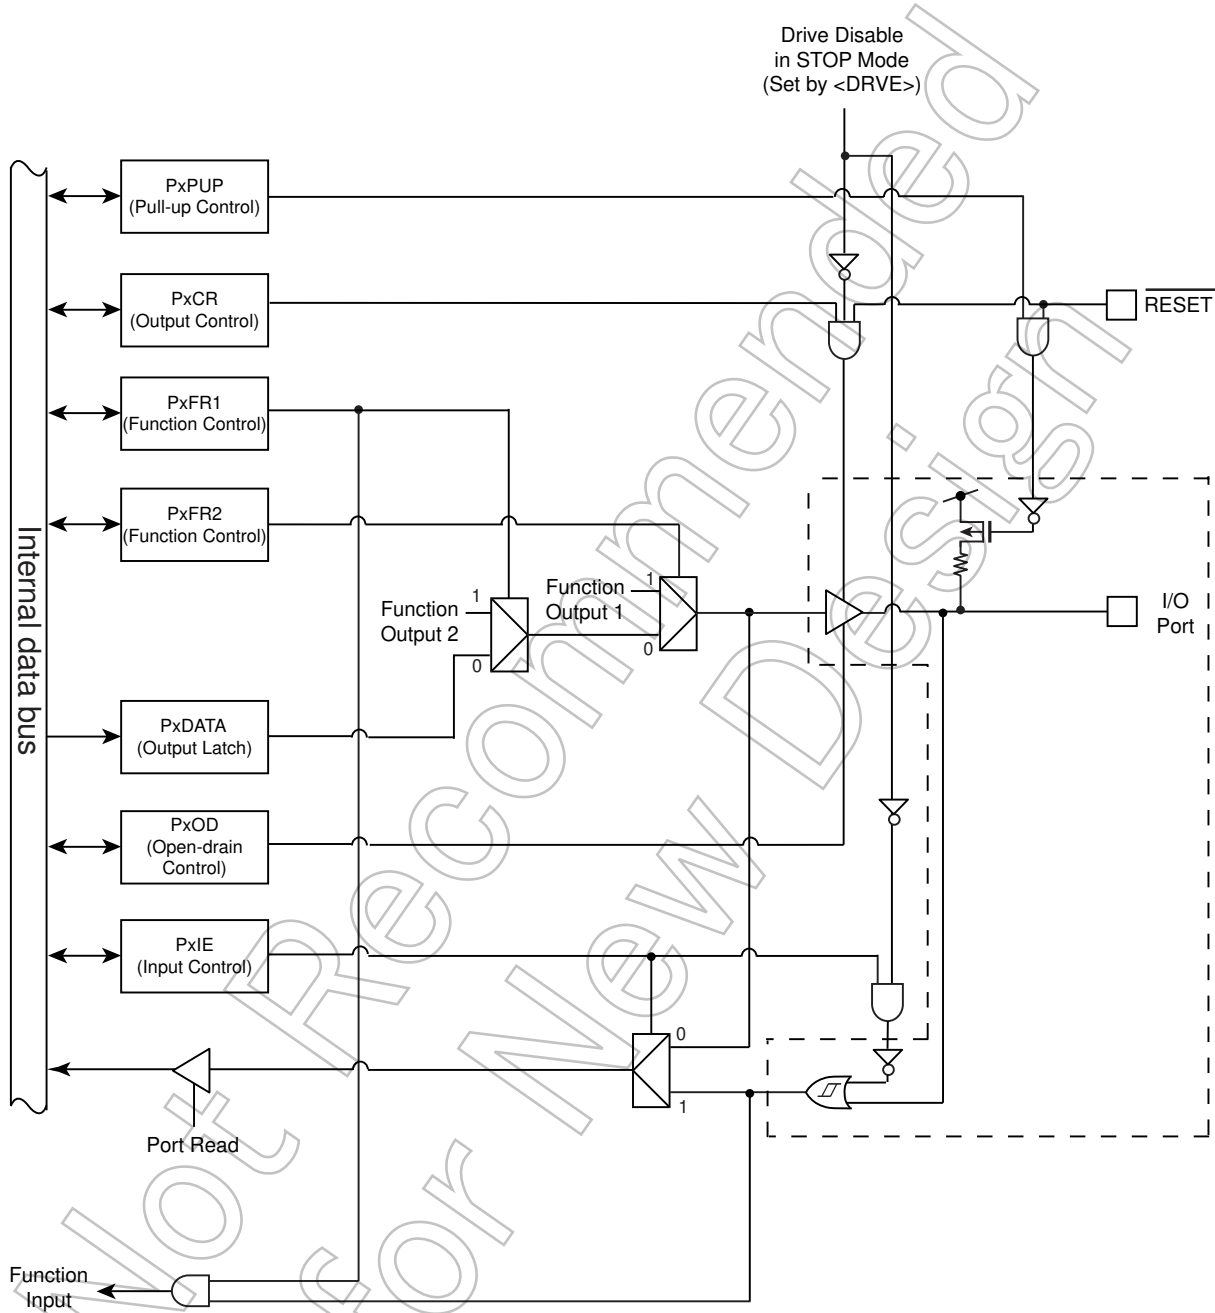 Drive Disable
in STOP Mode
(Set by <DRVE>)
PxPUP
(Pull-up Control)
PxCR
(Output Control)
RESET
PxFR1
(Function Control)
PxFR2
(Function Control)
Internal data bus
1
Function
Output 2
0
1
Function
Output 1
0
I/O
Port
PxDATA
(Output Latch)
PxOD
(Open-drain
Control)
PxIE
(Input Control)
0
1
Port Read
Function
Input
Not Recommended
for New Design